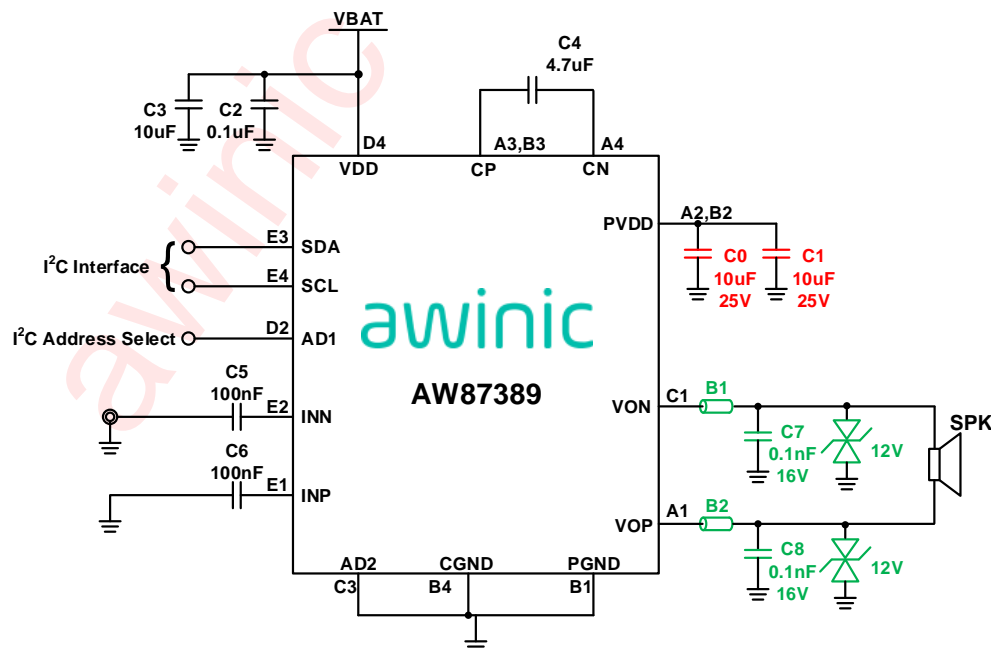 VBAT
C4
4.7uF
C3
10uF
C2
0.1uF
D4
VDD
A3,B3
CP
A4
CN
PVDD
A2,B2
C0
10uF
25V
C1
10uF
25V
I²C Interface
{
E3
SDA
E4
SCL
I²C Address Select
D2
AD1
awinic
AW87389
C5
100nF
E2
INN
C6
100nF
E1
INP
VON
C1
B1
C7
0.1nF
16V
12V
SPK
VOP
A1
B2
C8
0.1nF
16V
12V
AD2
C3
CGND
B4
PGND
B1
awinic